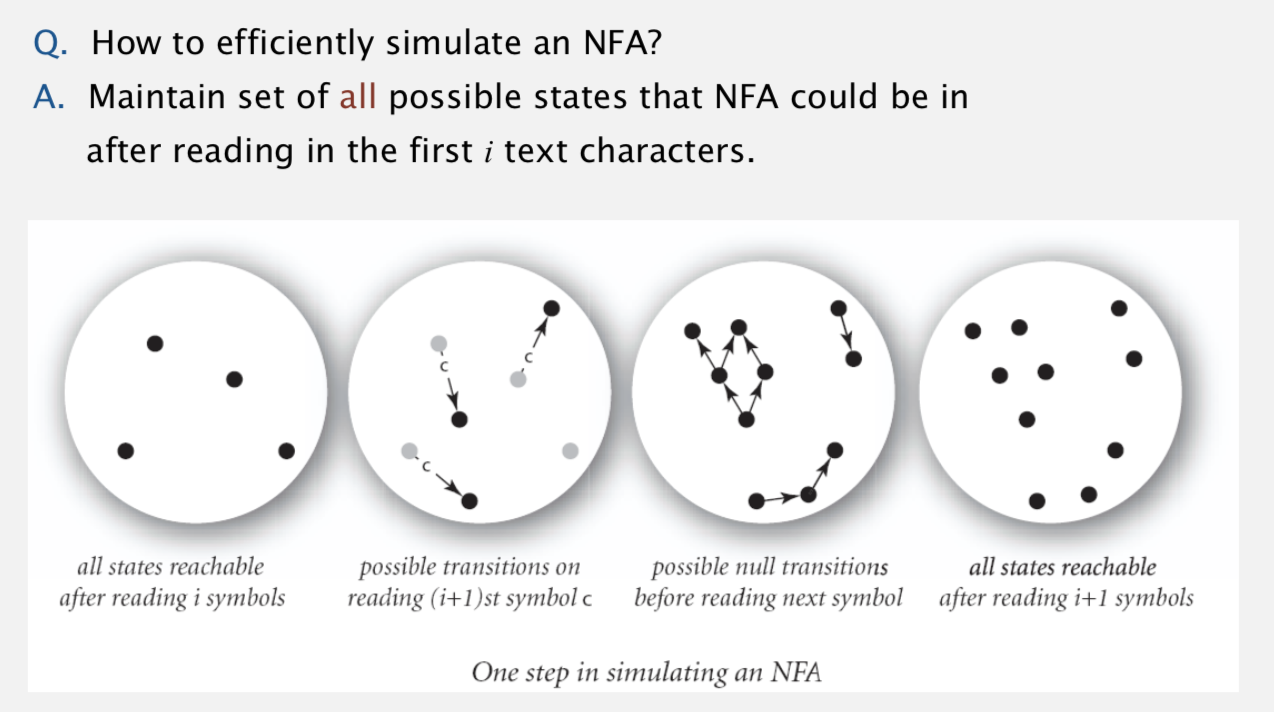 Q. How to efficiently simulate an NFA?
A. Maintain set of all possible states that NFA could be in
after reading in the first i text characters.
c
c
c
all states reachable
after reading i symbols
possible transitions on
reading (i+1)st symbol c
possible null transitions
before reading next symbol
all states reachable
after reading i+1 symbols
One step in simulating an NFA